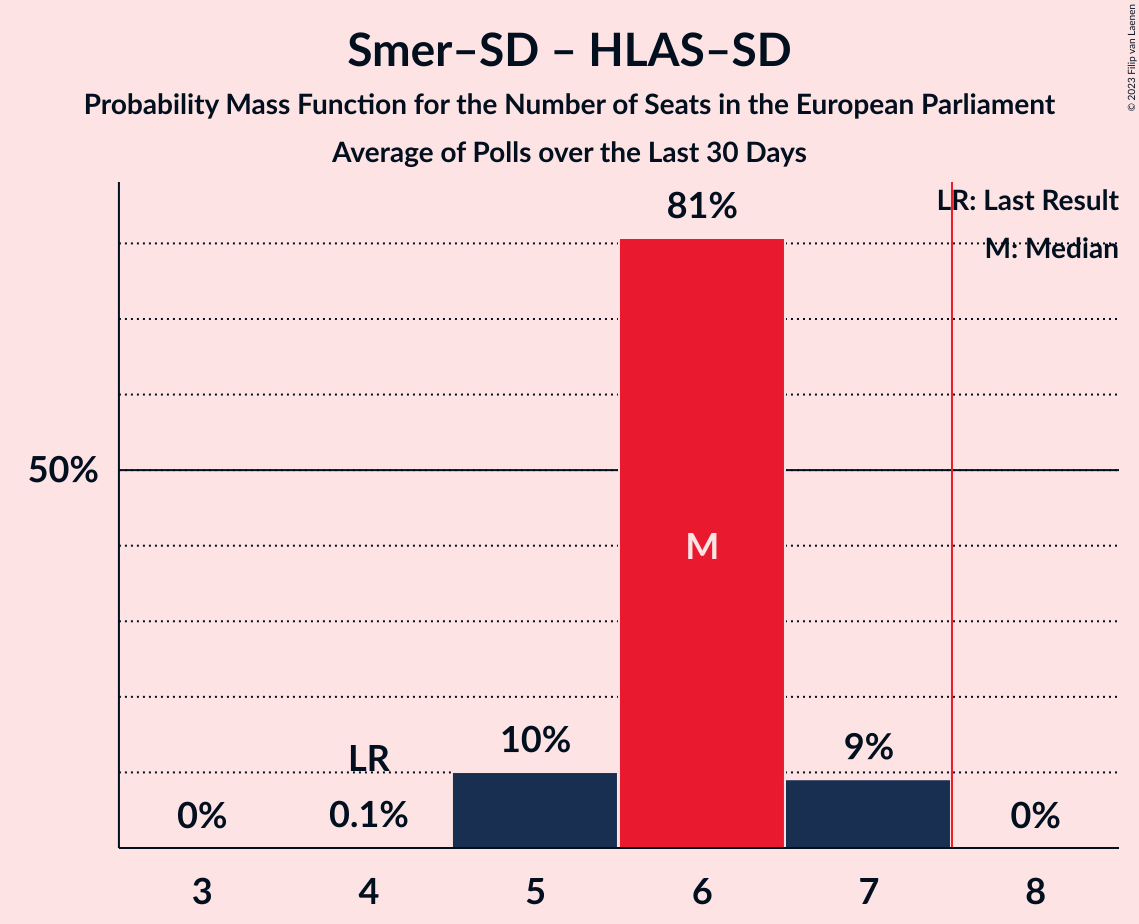 Smer–SD – HLAS–SD
Probability Mass Function for the Number of Seats in the European Parliament
Average of Polls over the Last 30 Days
© 2023 Filip van Laenen
LR: Last Result
M: Median
81%
50%
M
10%
9%
LR
0%
0.1%
0%
3 4 5 6 7 8